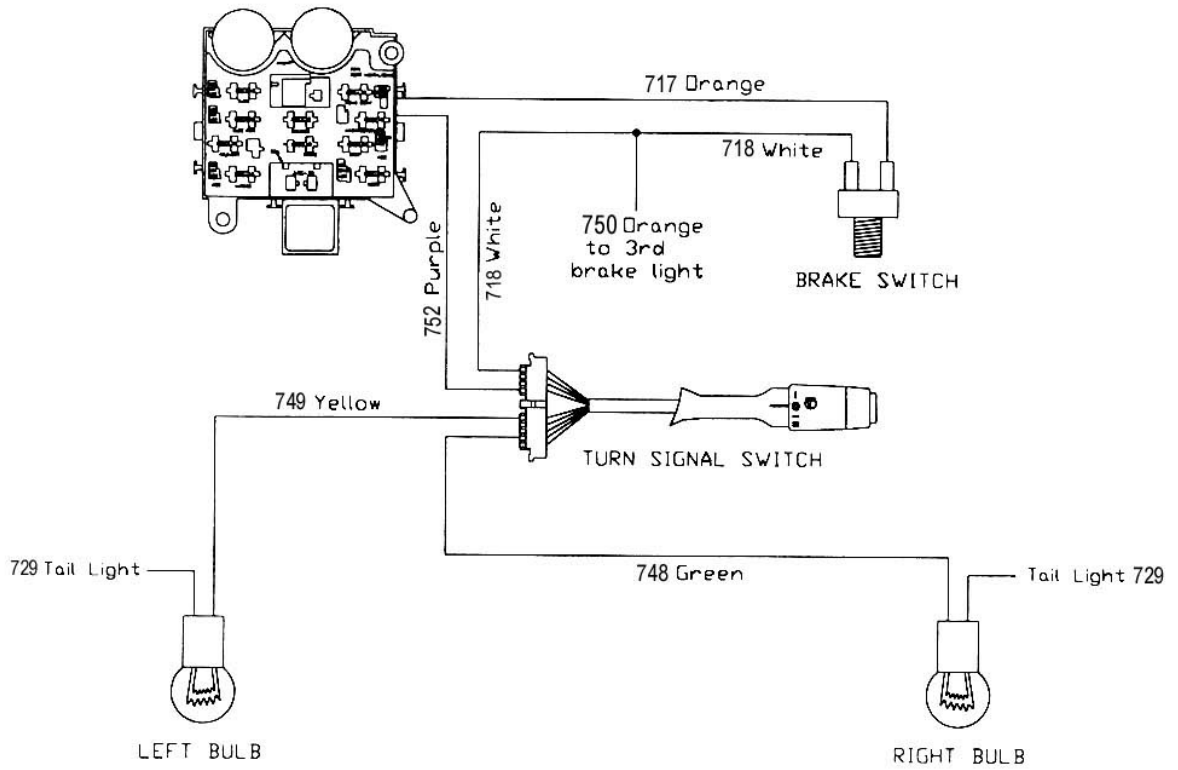 717 Orange
718 White
750 Orange
to 3rd
brake light
BRAKE SWITCH
752 Purple
718 White
749 Yellow
TURN SIGNAL SWITCH
729 Tail Light
748 Green
Tail Light 729
LEFT BULB
RIGHT BULB